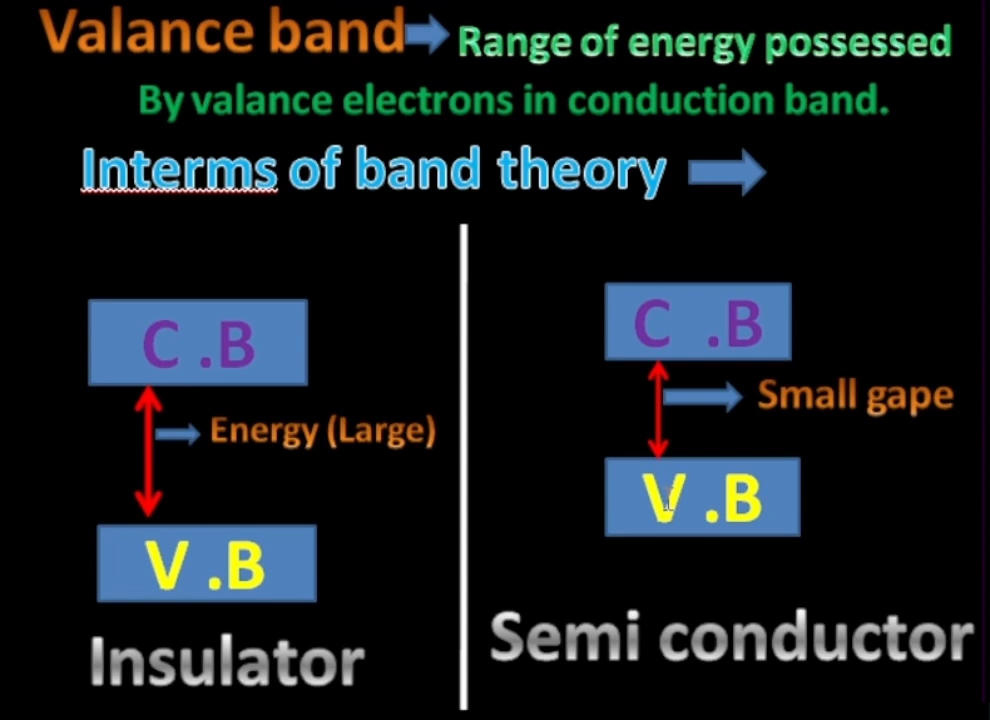 Valance band Range of energy possessed
By valance electrons in conduction band.
Interms of band theory
C .B
Energy (Large)
V .B
Insulator
C .B
Small gape
V .B
Semi conductor